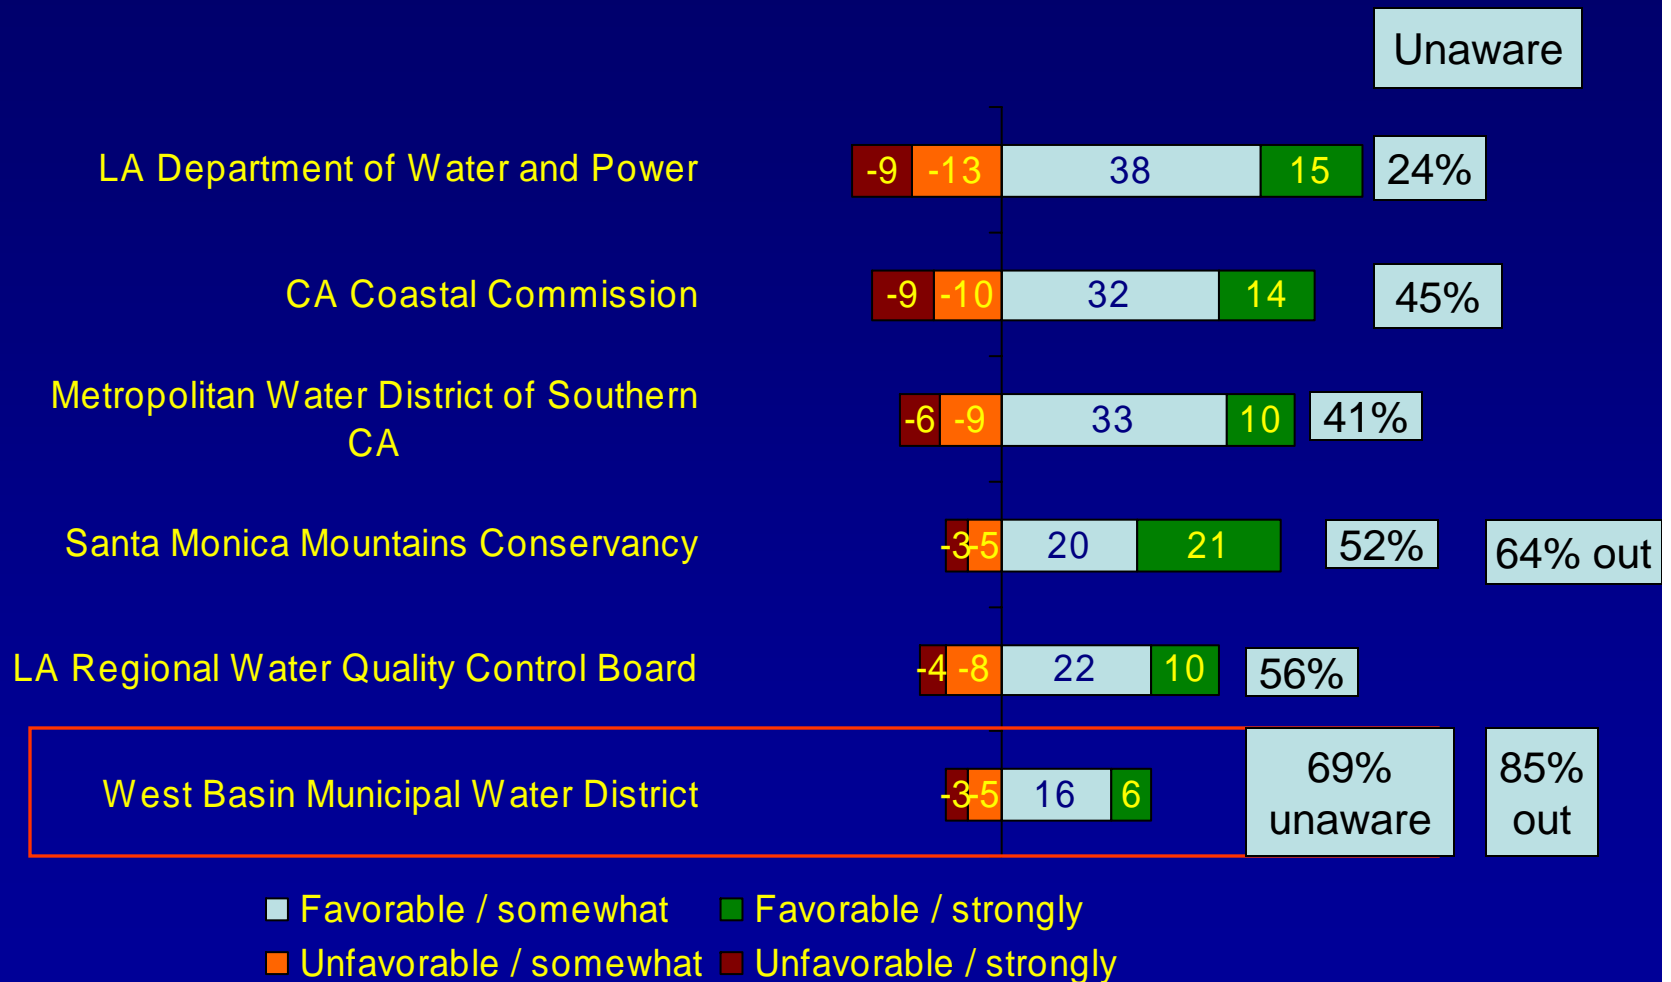 Unaware
LA Department of Water and Power
-9 -13 38 15 24%
CA Coastal Commission
-9 -10 32 14 45%
Metropolitan Water District of Southern
CA
-6 -9 33 10 41%
Santa Monica Mountains Conservancy
-3 -5 20 21 52% 64% out
LA Regional Water Quality Control Board
-4 -8 22 10 56%
West Basin Municipal Water District
-3 -5 16 6
69%
unaware
85%
out
Favorable / somewhat Favorable / strongly
Unfavorable / somewhat Unfavorable / strongly